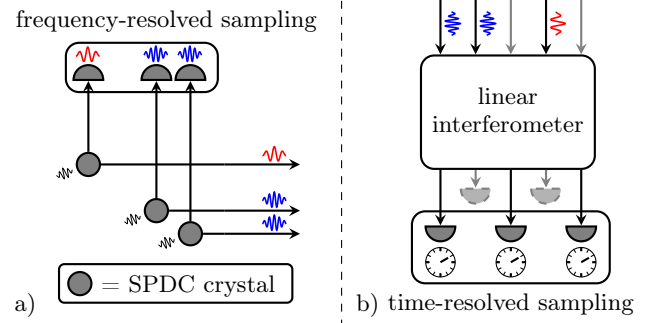 frequency-resolved sampling
= SPDC crystal
a)
linear
interferometer
b) time-resolved sampling